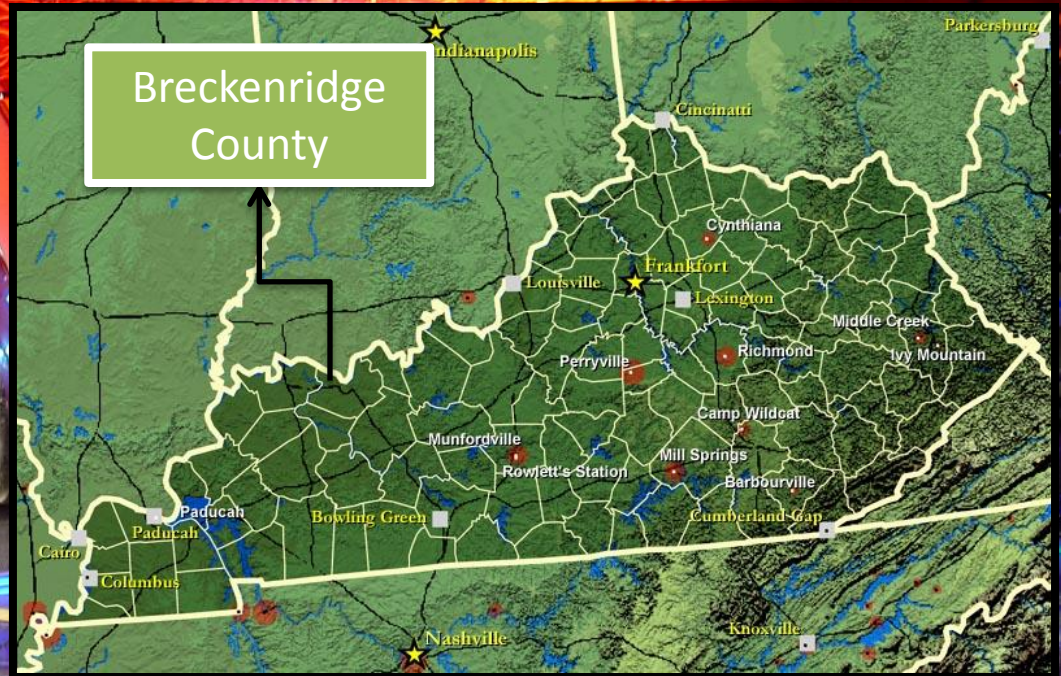 Breckenridge
County
Parkersburg
ndianapolis
Cincinatti
Cynthiana
Frankfort
Louisville
Lexington
Middle Creek
Perryville
Richmond
Ivy Mountain
Camp Wildcat
Munfordville
Mill Springs
Rowlett's Station
Barbourville
Paducah
Bowling Green
Cumberland Gap
Paducah
Cairo
Columbus
Knoxville
Nashville